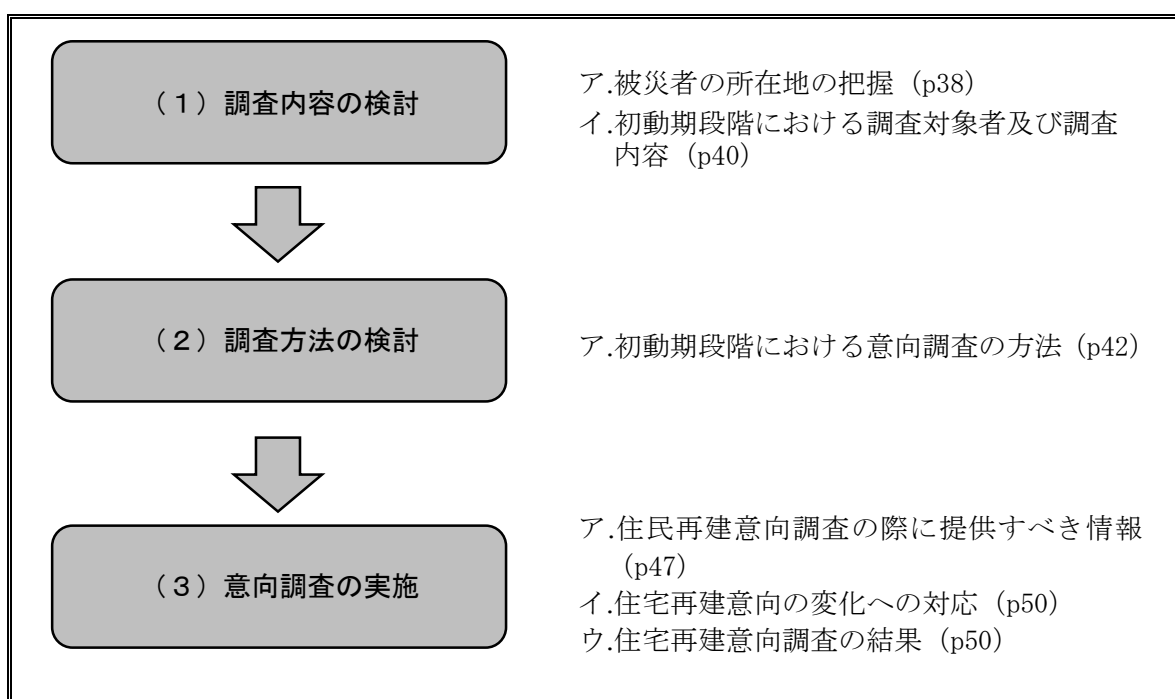 （１）調査内容の検討
ア.被災者の所在地の把握（p38）
イ.初動期段階における調査対象者及び調査
内容（p40）
（２）調査方法の検討
ア.初動期段階における意向調査の方法（p42）
（３）意向調査の実施
ア.住民再建意向調査の際に提供すべき情報
（p47）
イ.住宅再建意向の変化への対応（p50）
ウ.住宅再建意向調査の結果（p50）